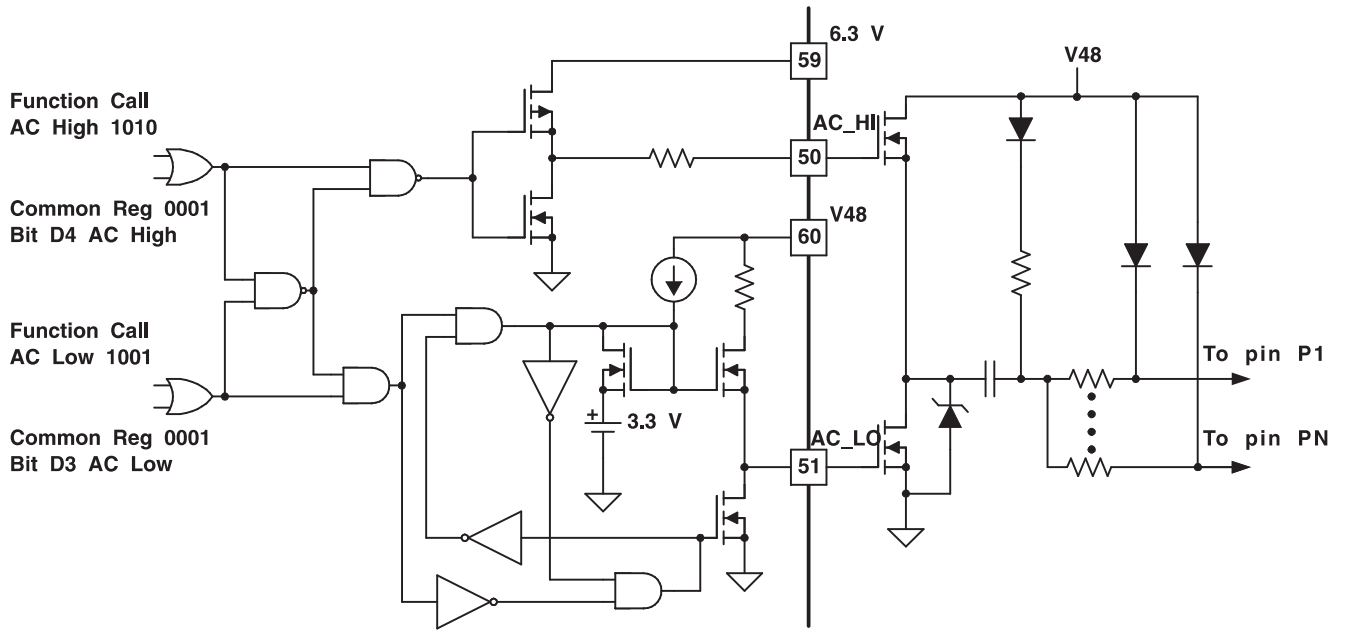 6.3 V
59
V48
Function Call
AC High 1010
AC_HI
50
Common Reg 0001
Bit D4 AC High
V48
60
Function Call
AC Low 1001
To pin P1
+
3.3 V
AC_LO
To pin PN
Common Reg 0001
Bit D3 AC Low
51